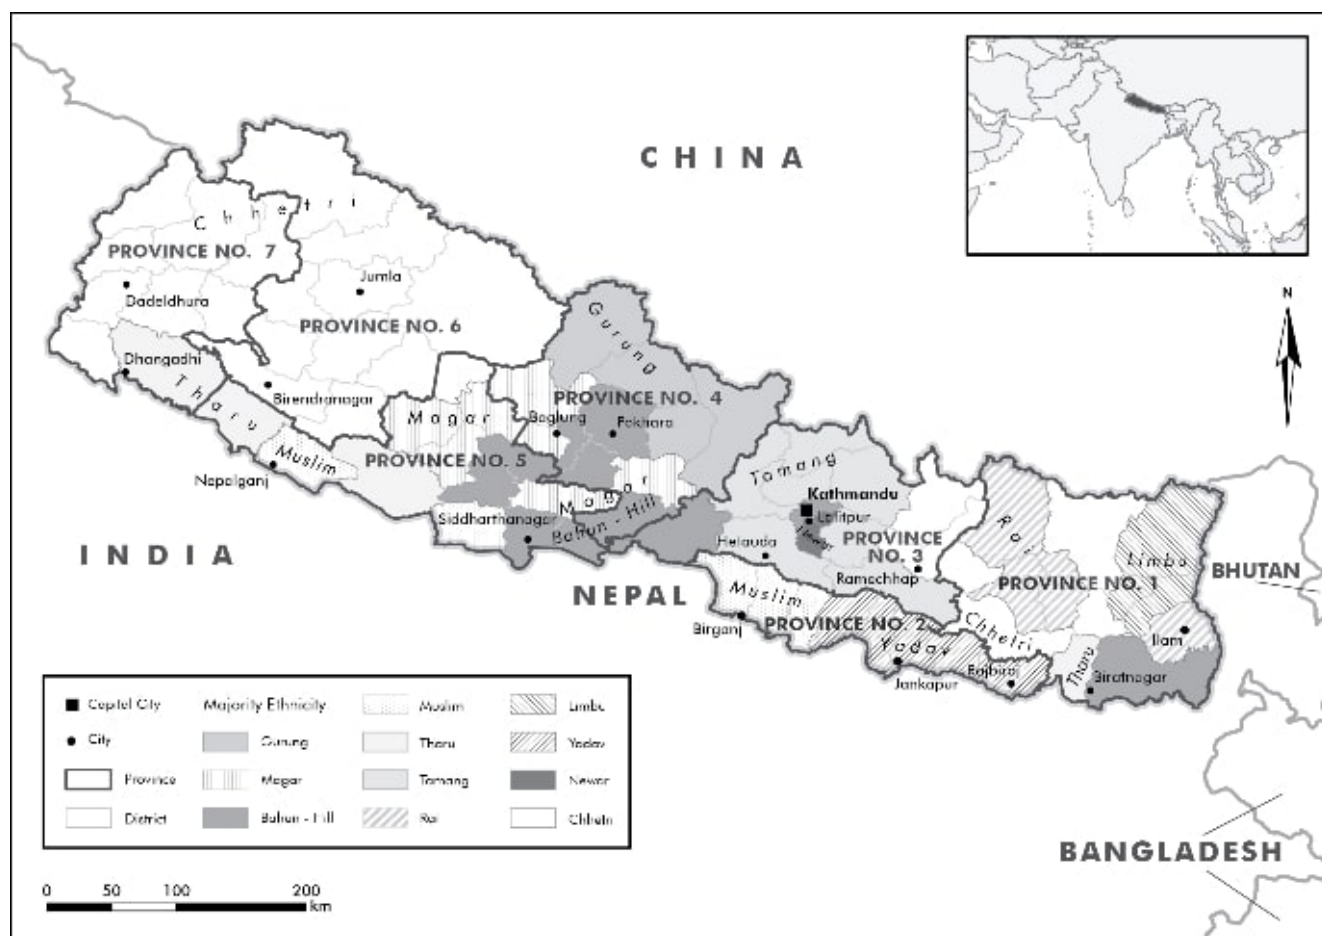 CHINA
N
Chhetri
PROVINCE NO. 7
Jumla
Dadeldhura
PROVINCE NO. 6
Gurung
Dhangadhi
Tharu
Birendranagar
PROVINCE NO. 4
Magar
Baglung
Pokhara
Muslim
PROVINCE NO. 5
Nepalganj
Tamang
Magar
Kathmandu
Lalitpur
Newar
Siddharthanagar
Bahun - Hill
Rai
INDIA
Hetauda
PROVINCE
NO. 3
Limbu
BHUTAN
Ramechhap
PROVINCE NO. 1
NEPAL
Muslim
Birganj
PROVINCE NO. 2
Chhetri
Ilam
Yadav
Rajbiraj
Tharu
Jankapur
Biratnagar
Capital City
Majority Ethnicity
Muslim
Limbu
City
Gurung
Tharu
Yadav
Province
Magar
Tamang
Newar
District
Bahun - Hill
Rai
Chhetri
BANGLADESH
0 50 100 200
km